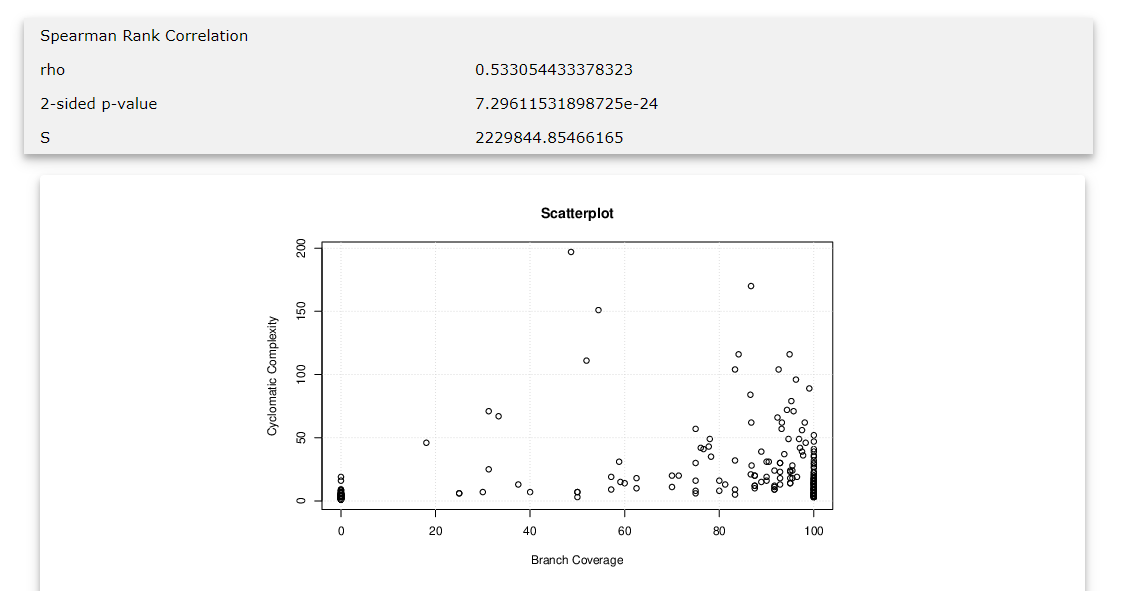 Spearman Rank Correlation
rho 0.533054433378323
2-sided p-value 7.29611531898725e-24
S 2229844.85466165
Scatterplot
200
150
100
50
0
Cyclomatic Complexity
0 20 40 60 80 100
Branch Coverage